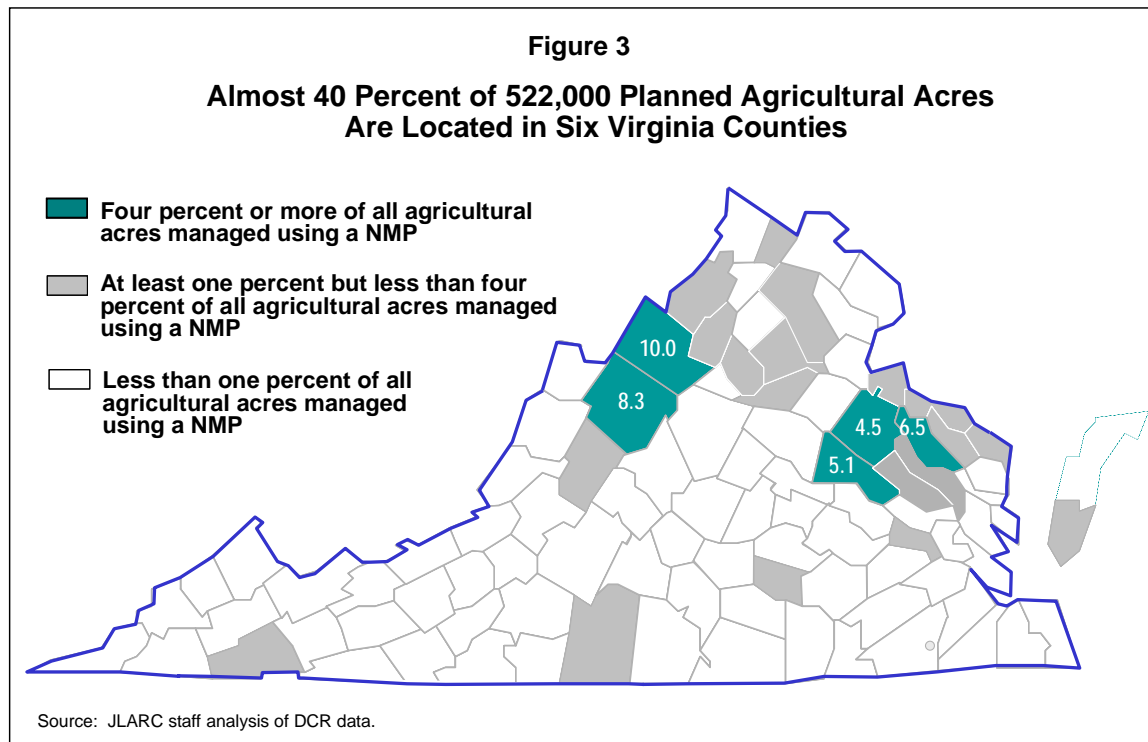 Figure 3
Almost 40 Percent of 522,000 Planned Agricultural Acres
Are Located in Six Virginia Counties
Four percent or more of all agricultural
acres managed using a NMP
At least one percent but less than four
percent of all agricultural acres managed
using a NMP
Less than one percent of all
agricultural acres managed
using a NMP
10.0
8.3
4.5
6.5
5.1
Source: JLARC staff analysis of DCR data.